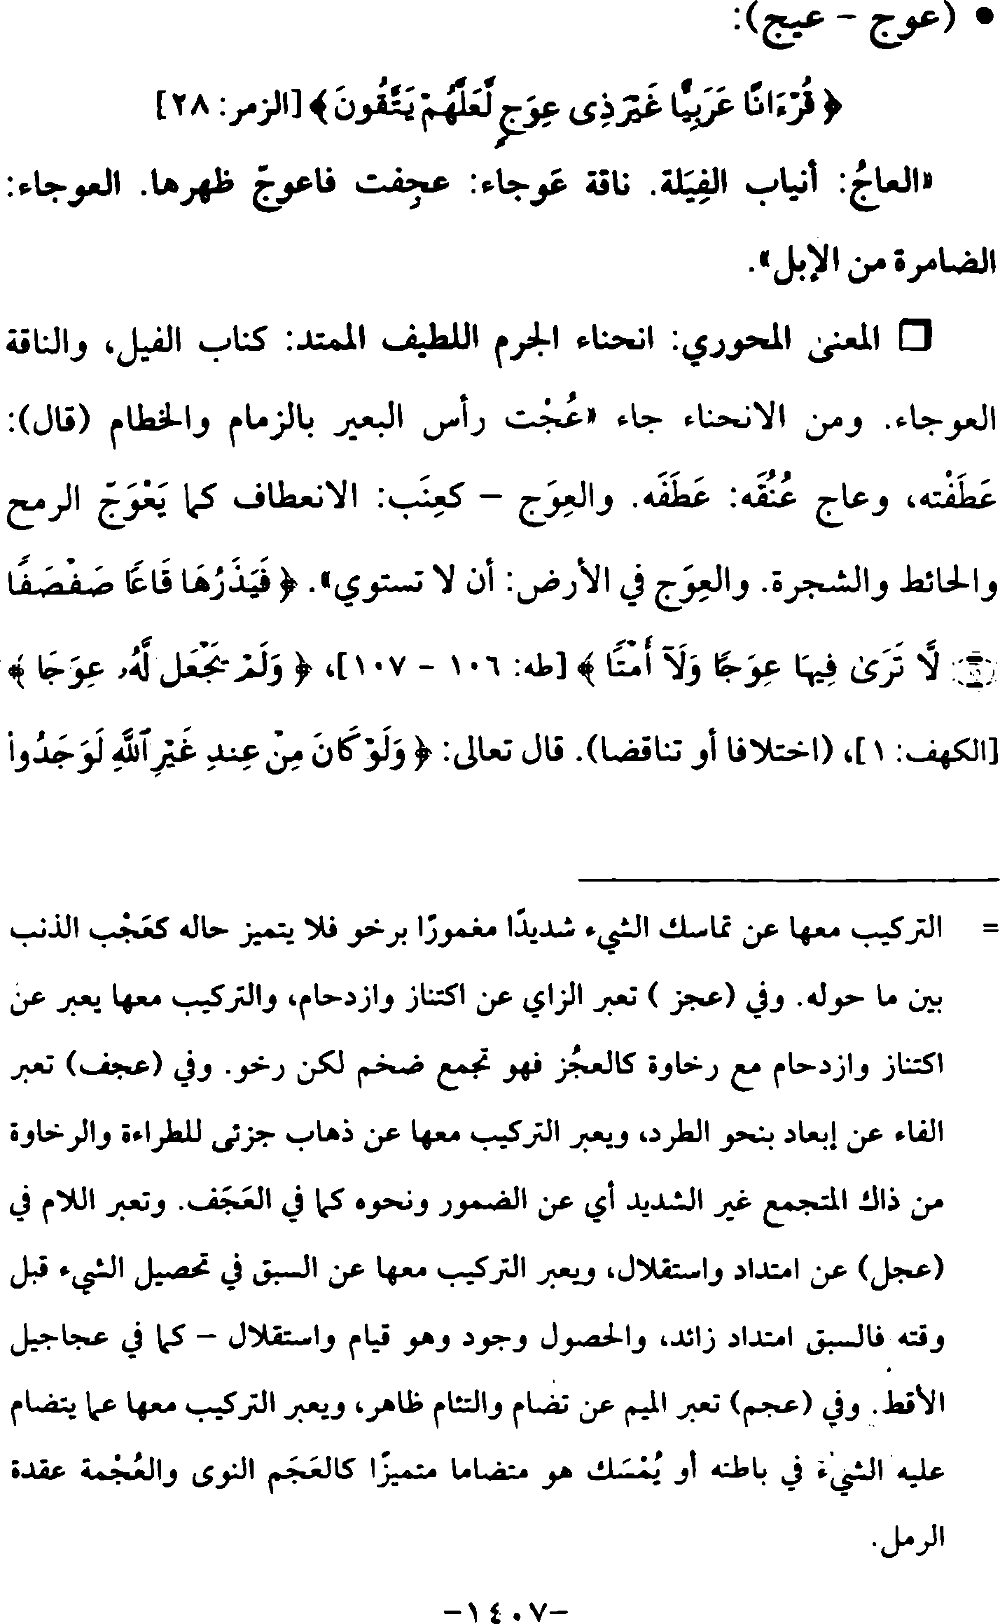 • (عوج - عيج):
﴿قُرْءَانًا عَرَبِيًّا غَيْرَ ذِى عِوَجٍ لَّعَلَّهُمْ يَتَّقُونَ﴾ [الزمر: ٢٨]
«العاجُ: أنياب الفِيَلة. ناقة عَوجاء: عجِفت فاعوجّ ظهرها. العوجاء:
الضامرة من الإبل».
❏ المعنى المحوري: انحناء الجرم اللطيف الممتد: كناب الفيل، والناقة
العوجاء. ومن الانحناء جاء «عُجْت رأس البعير بالزمام والخطام (قال):
عَطَفْته، وعاج عُنُقَه: عَطَفَه. والعِوَج – كعِنَب: الانعطاف كما يَعْوَجّ الرمح
والحائط والشجرة. والعِوَج في الأرض: أن لا تستوي». ﴿فَيَذَرُهَا قَاعًا صَفْصَفًا
لَّا تَرَىٰ فِيهَا عِوَجًا وَلَآ أَمْتًا﴾ [طه: ١٠٦ - ١٠٧]، ﴿وَلَمْ يَجْعَل لَّهُۥ عِوَجَا﴾
[الكهف: ١]، (اختلافا أو تناقضا). قال تعالى: ﴿وَلَوْ كَانَ مِنْ عِندِ غَيْرِ ٱللَّهِ لَوَجَدُواْ
= التركيب معها عن تماسك الشيء شديدًا مغمورًا برخو فلا يتميز حاله كعَجْب الذنب
بين ما حوله. وفي (عجز ) تعبر الزاي عن اكتناز وازدحام، والتركيب معها يعبر عن
اكتناز وازدحام مع رخاوة كالعجُز فهو تجمع ضخم لكن رخو. وفي (عجف) تعبر
الفاء عن إبعاد بنحو الطرد، ويعبر التركيب معها عن ذهاب جزئى للطراءة والرخاوة
من ذاك المتجمع غير الشديد أي عن الضمور ونحوه كما في العَجَف. وتعبر اللام في
(عجل) عن امتداد واستقلال، ويعبر التركيب معها عن السبق في تحصيل الشيء قبل
وقته فالسبق امتداد زائد، والحصول وجود وهو قيام واستقلال – كما في عجاجيل
الأقط. وفي (عجم) تعبر الميم عن تضام والتئام ظاهر، ويعبر التركيب معها عما يتضام
عليه الشيء في باطنه أو يُمْسَك هو متضاما متميزًا كالعَجَم النوى والعُجْمة عقدة
الرمل.
-١٤٠٧-